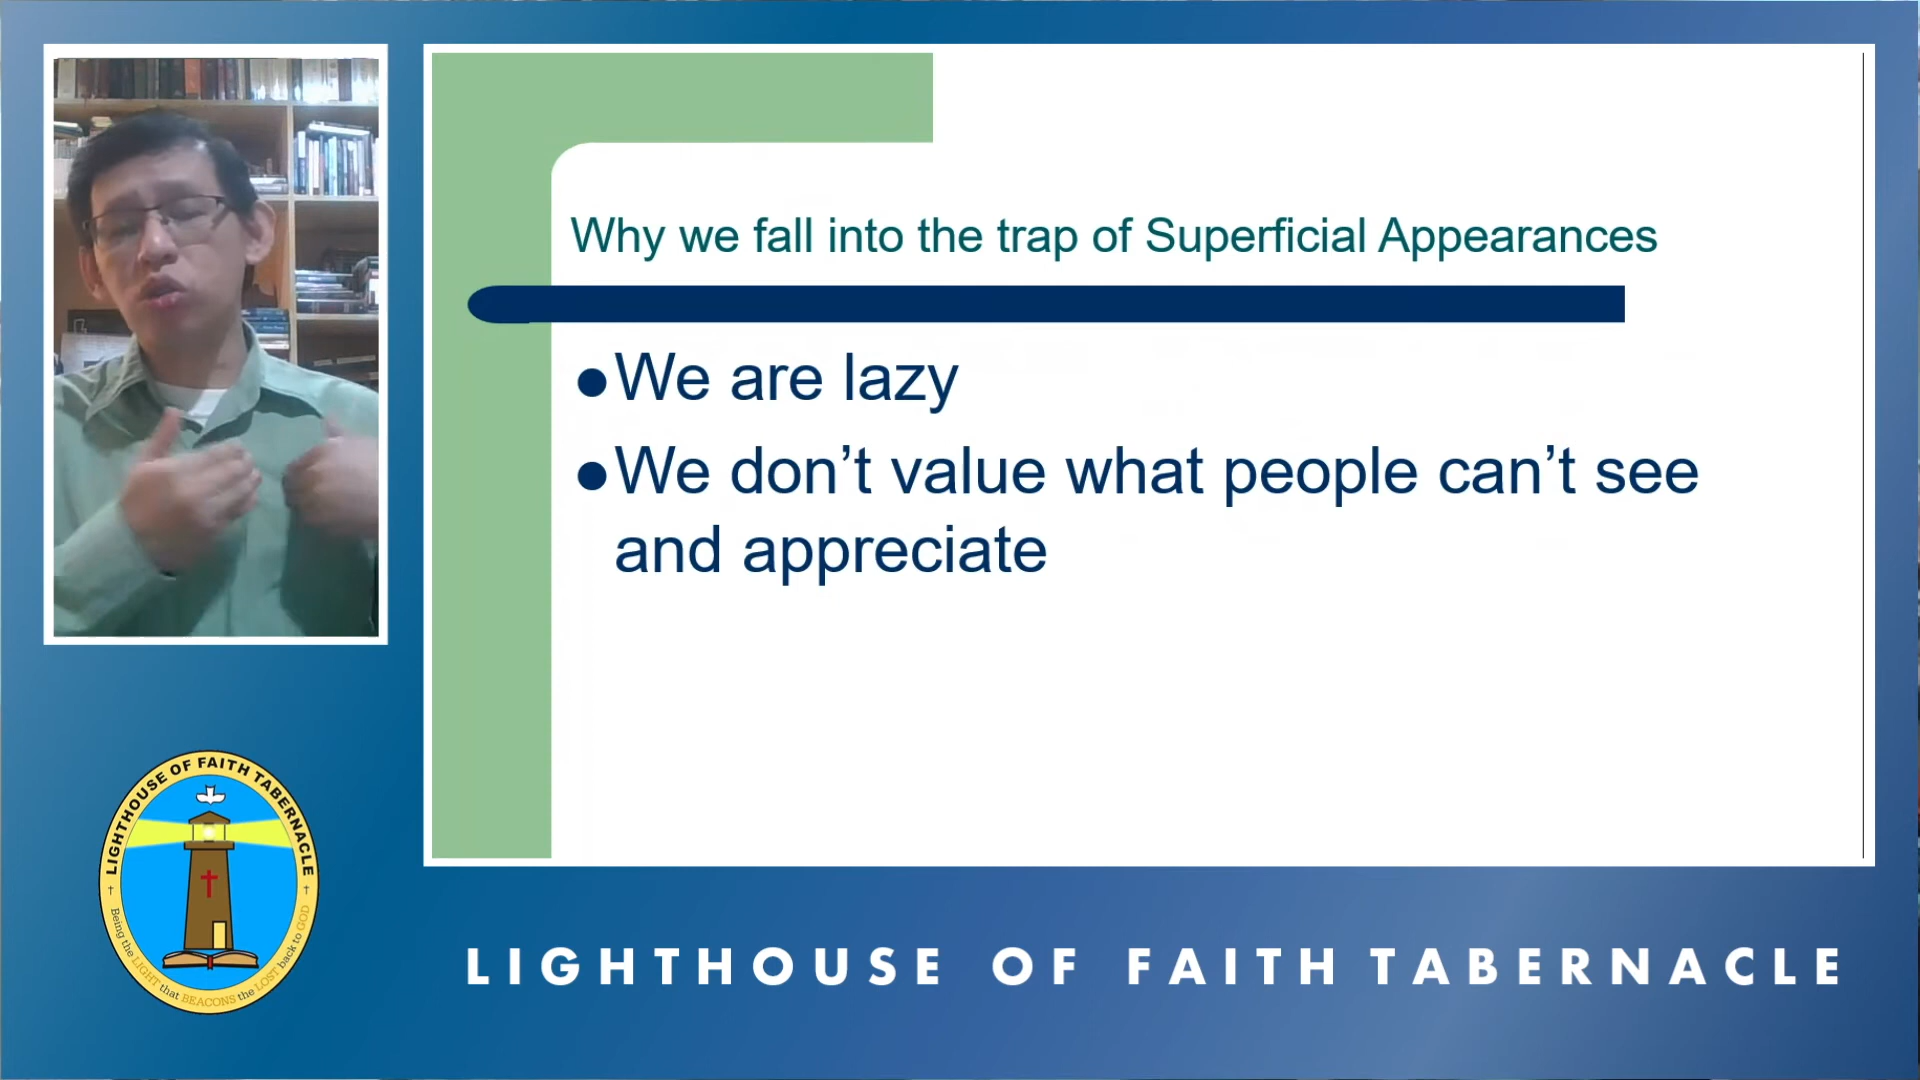 Why we fall into the trap of Superficial Appearances
●We are lazy
●We don’t value what people can’t see
and appreciate
LIGHTHOUSE OF FAITH TABERNACLE
Being the LIGHT that BEACONS the LOST back to GOD
LIGHTHOUSE OF FAITH TABERNACLE